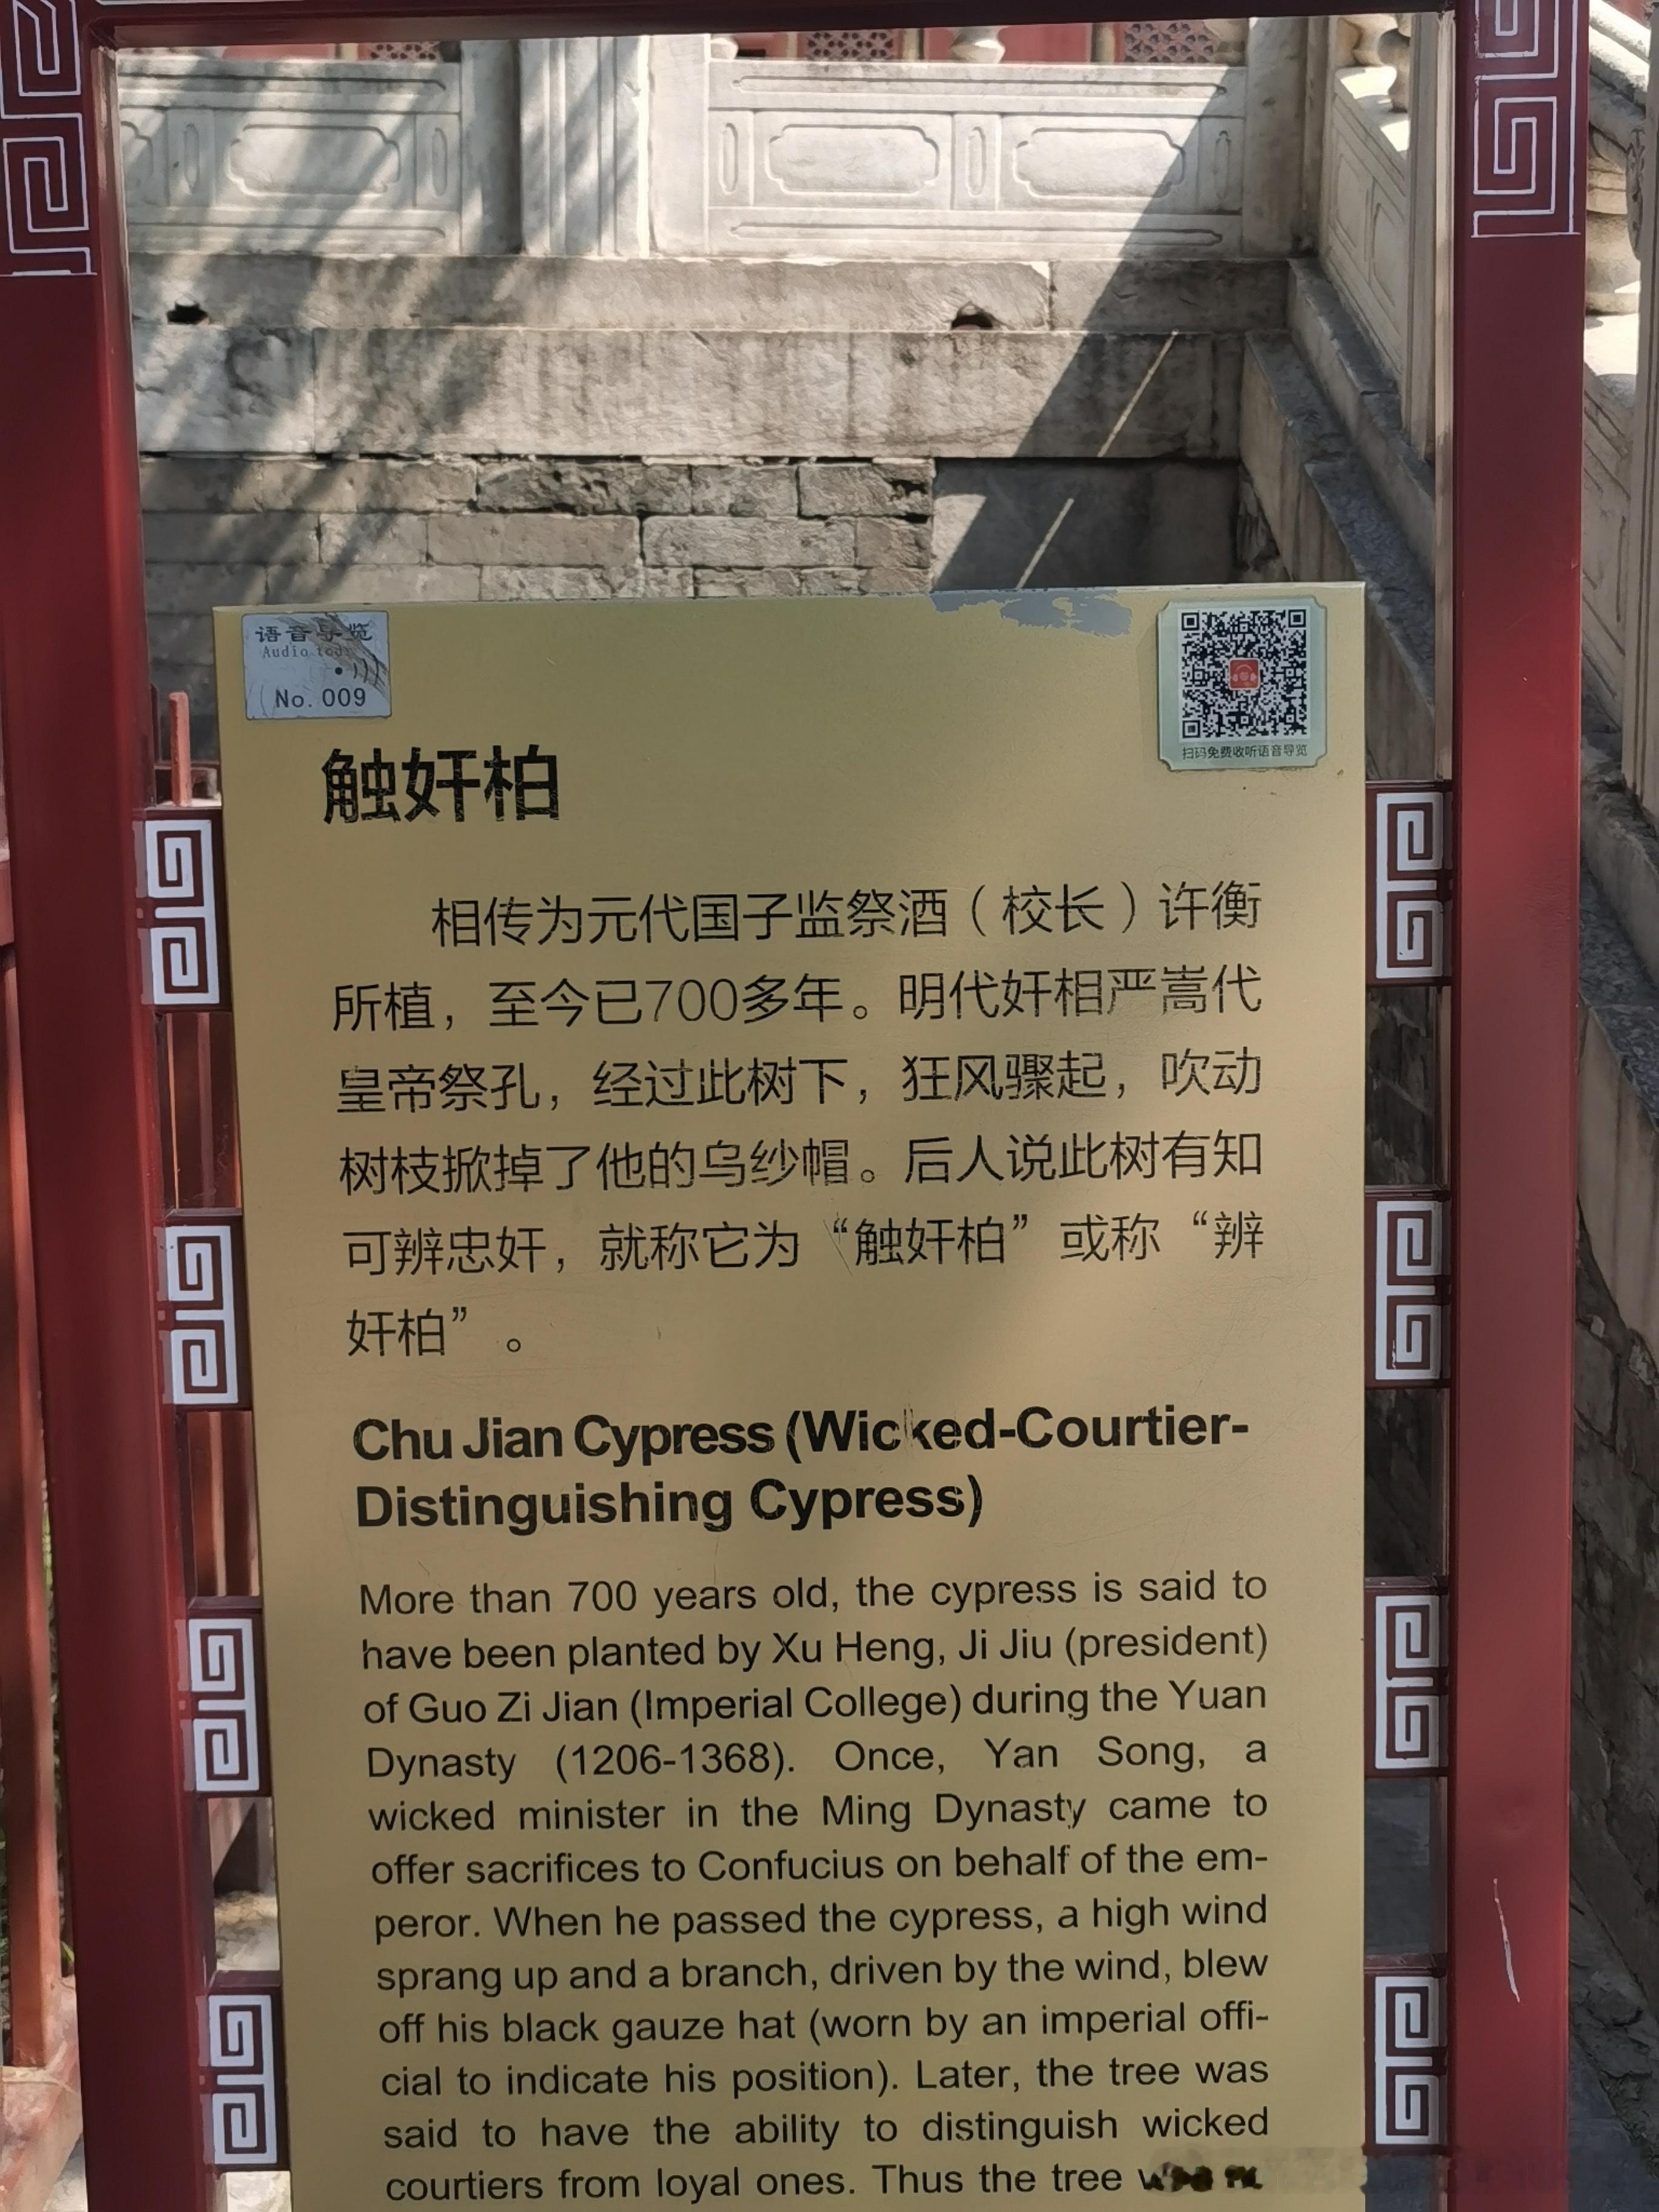 语音导览
Audio tour
No. 009
扫码免费收听语音导览
触奸柏
相传为元代国子监祭酒（校长）许衡
所植，至今已700多年。明代奸相严嵩代
皇帝祭孔，经过此树下，狂风骤起，吹动
树枝掀掉了他的乌纱帽。后人说此树有知
可辨忠奸，就称它为“触奸柏”或称“辨
奸柏”。
Chu Jian Cypress (Wicked-Courtier-
Distinguishing Cypress)
More than 700 years old, the cypress is said to
have been planted by Xu Heng, Ji Jiu (president)
of Guo Zi Jian (Imperial College) during the Yuan
Dynasty (1206-1368). Once, Yan Song, a
wicked minister in the Ming Dynasty came to
offer sacrifices to Confucius on behalf of the em-
peror. When he passed the cypress, a high wind
sprang up and a branch, driven by the wind, blew
off his black gauze hat (worn by an imperial offi-
cial to indicate his position). Later, the tree was
said to have the ability to distinguish wicked
courtiers from loyal ones. Thus the tree